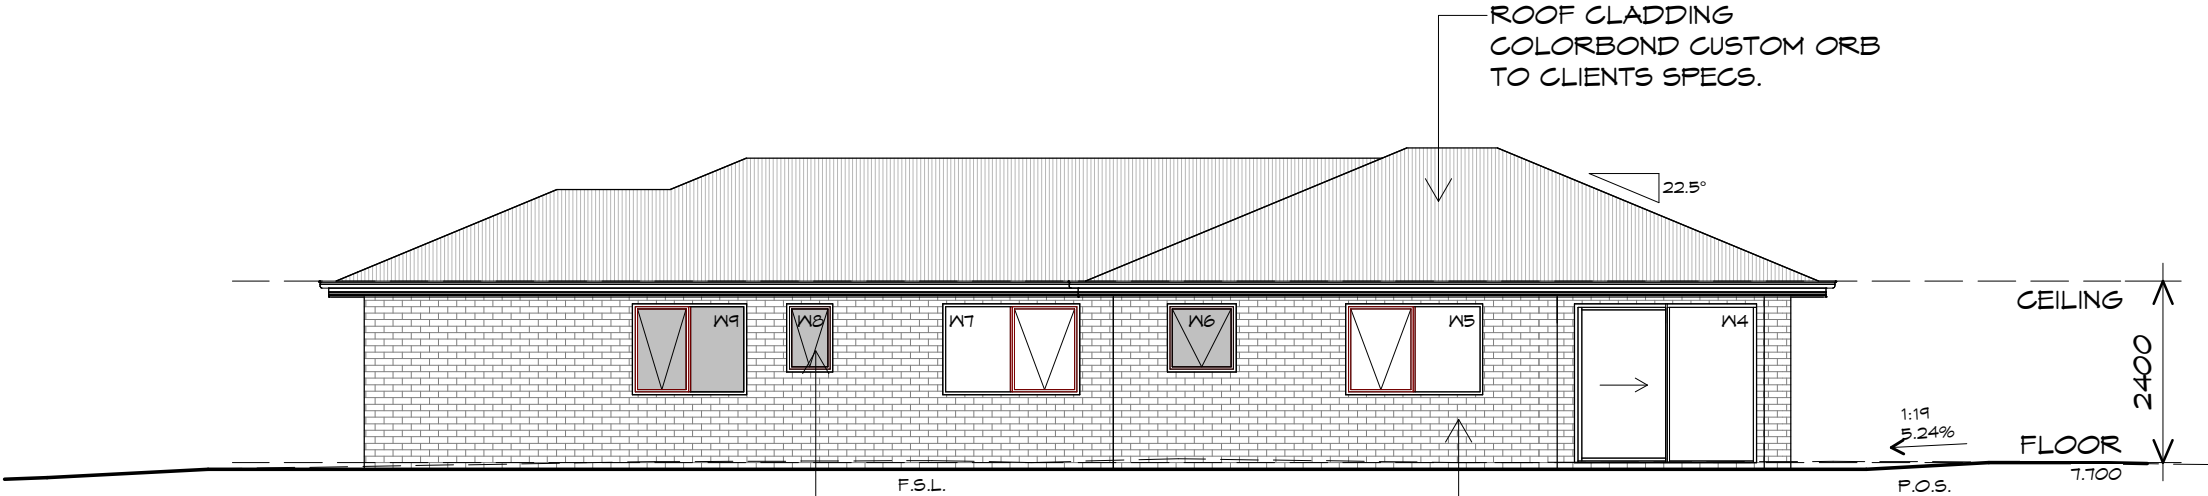 ROOF CLADDING
COLORBOND CUSTOM ORB
TO CLIENTS SPECS.
22.5°
CEILING
W9
W8
W7
W6
W5
W4
2400
1:19
5.24%
FLOOR
7.700
F.S.L.
P.O.S.